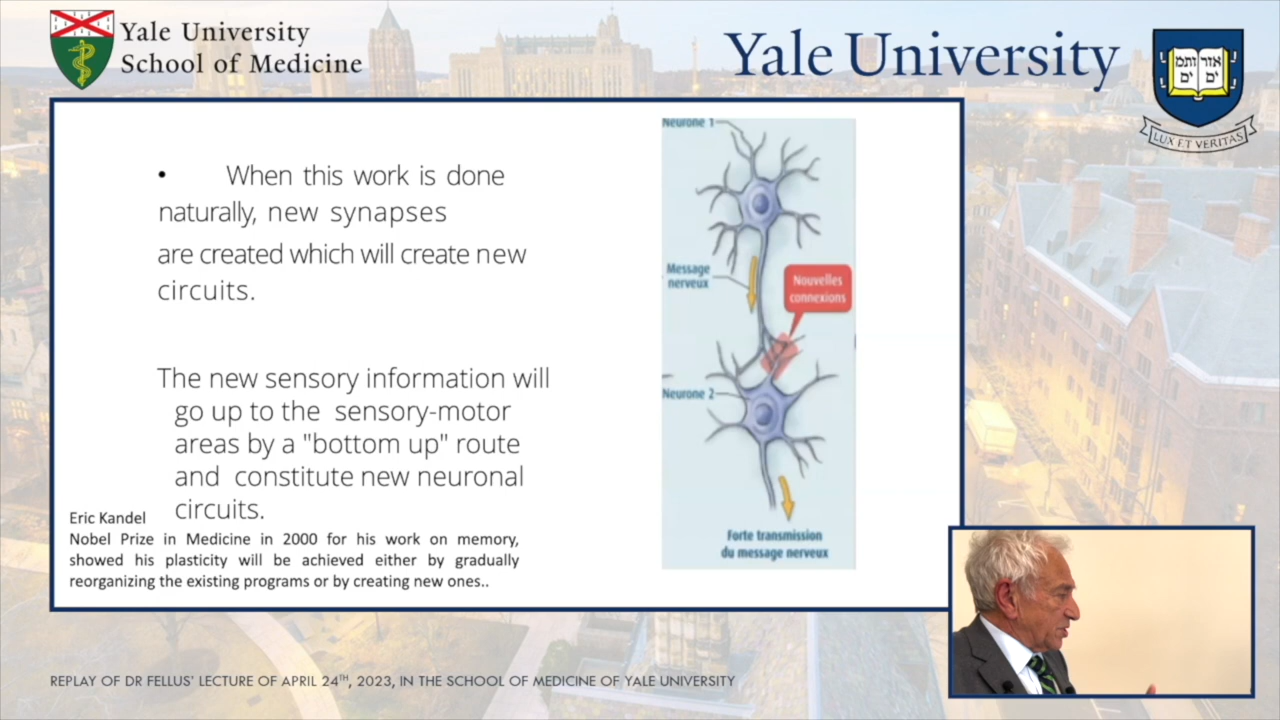 Yale University
School of Medicine
Yale University
אורים
ותמים
LUX ET VERITAS
• When this work is done
naturally, new synapses
are created which will create new
circuits.
The new sensory information will
go up to the sensory-motor
areas by a "bottom up" route
and constitute new neuronal
circuits.
Eric Kandel
Nobel Prize in Medicine in 2000 for his work on memory,
showed his plasticity will be achieved either by gradually
reorganizing the existing programs or by creating new ones..
Neurone 1
Message
nerveux
Nouvelles
connexions
Neurone 2
Forte transmission
du message nerveux
REPLAY OF DR FELLUS' LECTURE OF APRIL 24TH, 2023, IN THE SCHOOL OF MEDICINE OF YALE UNIVERSITY